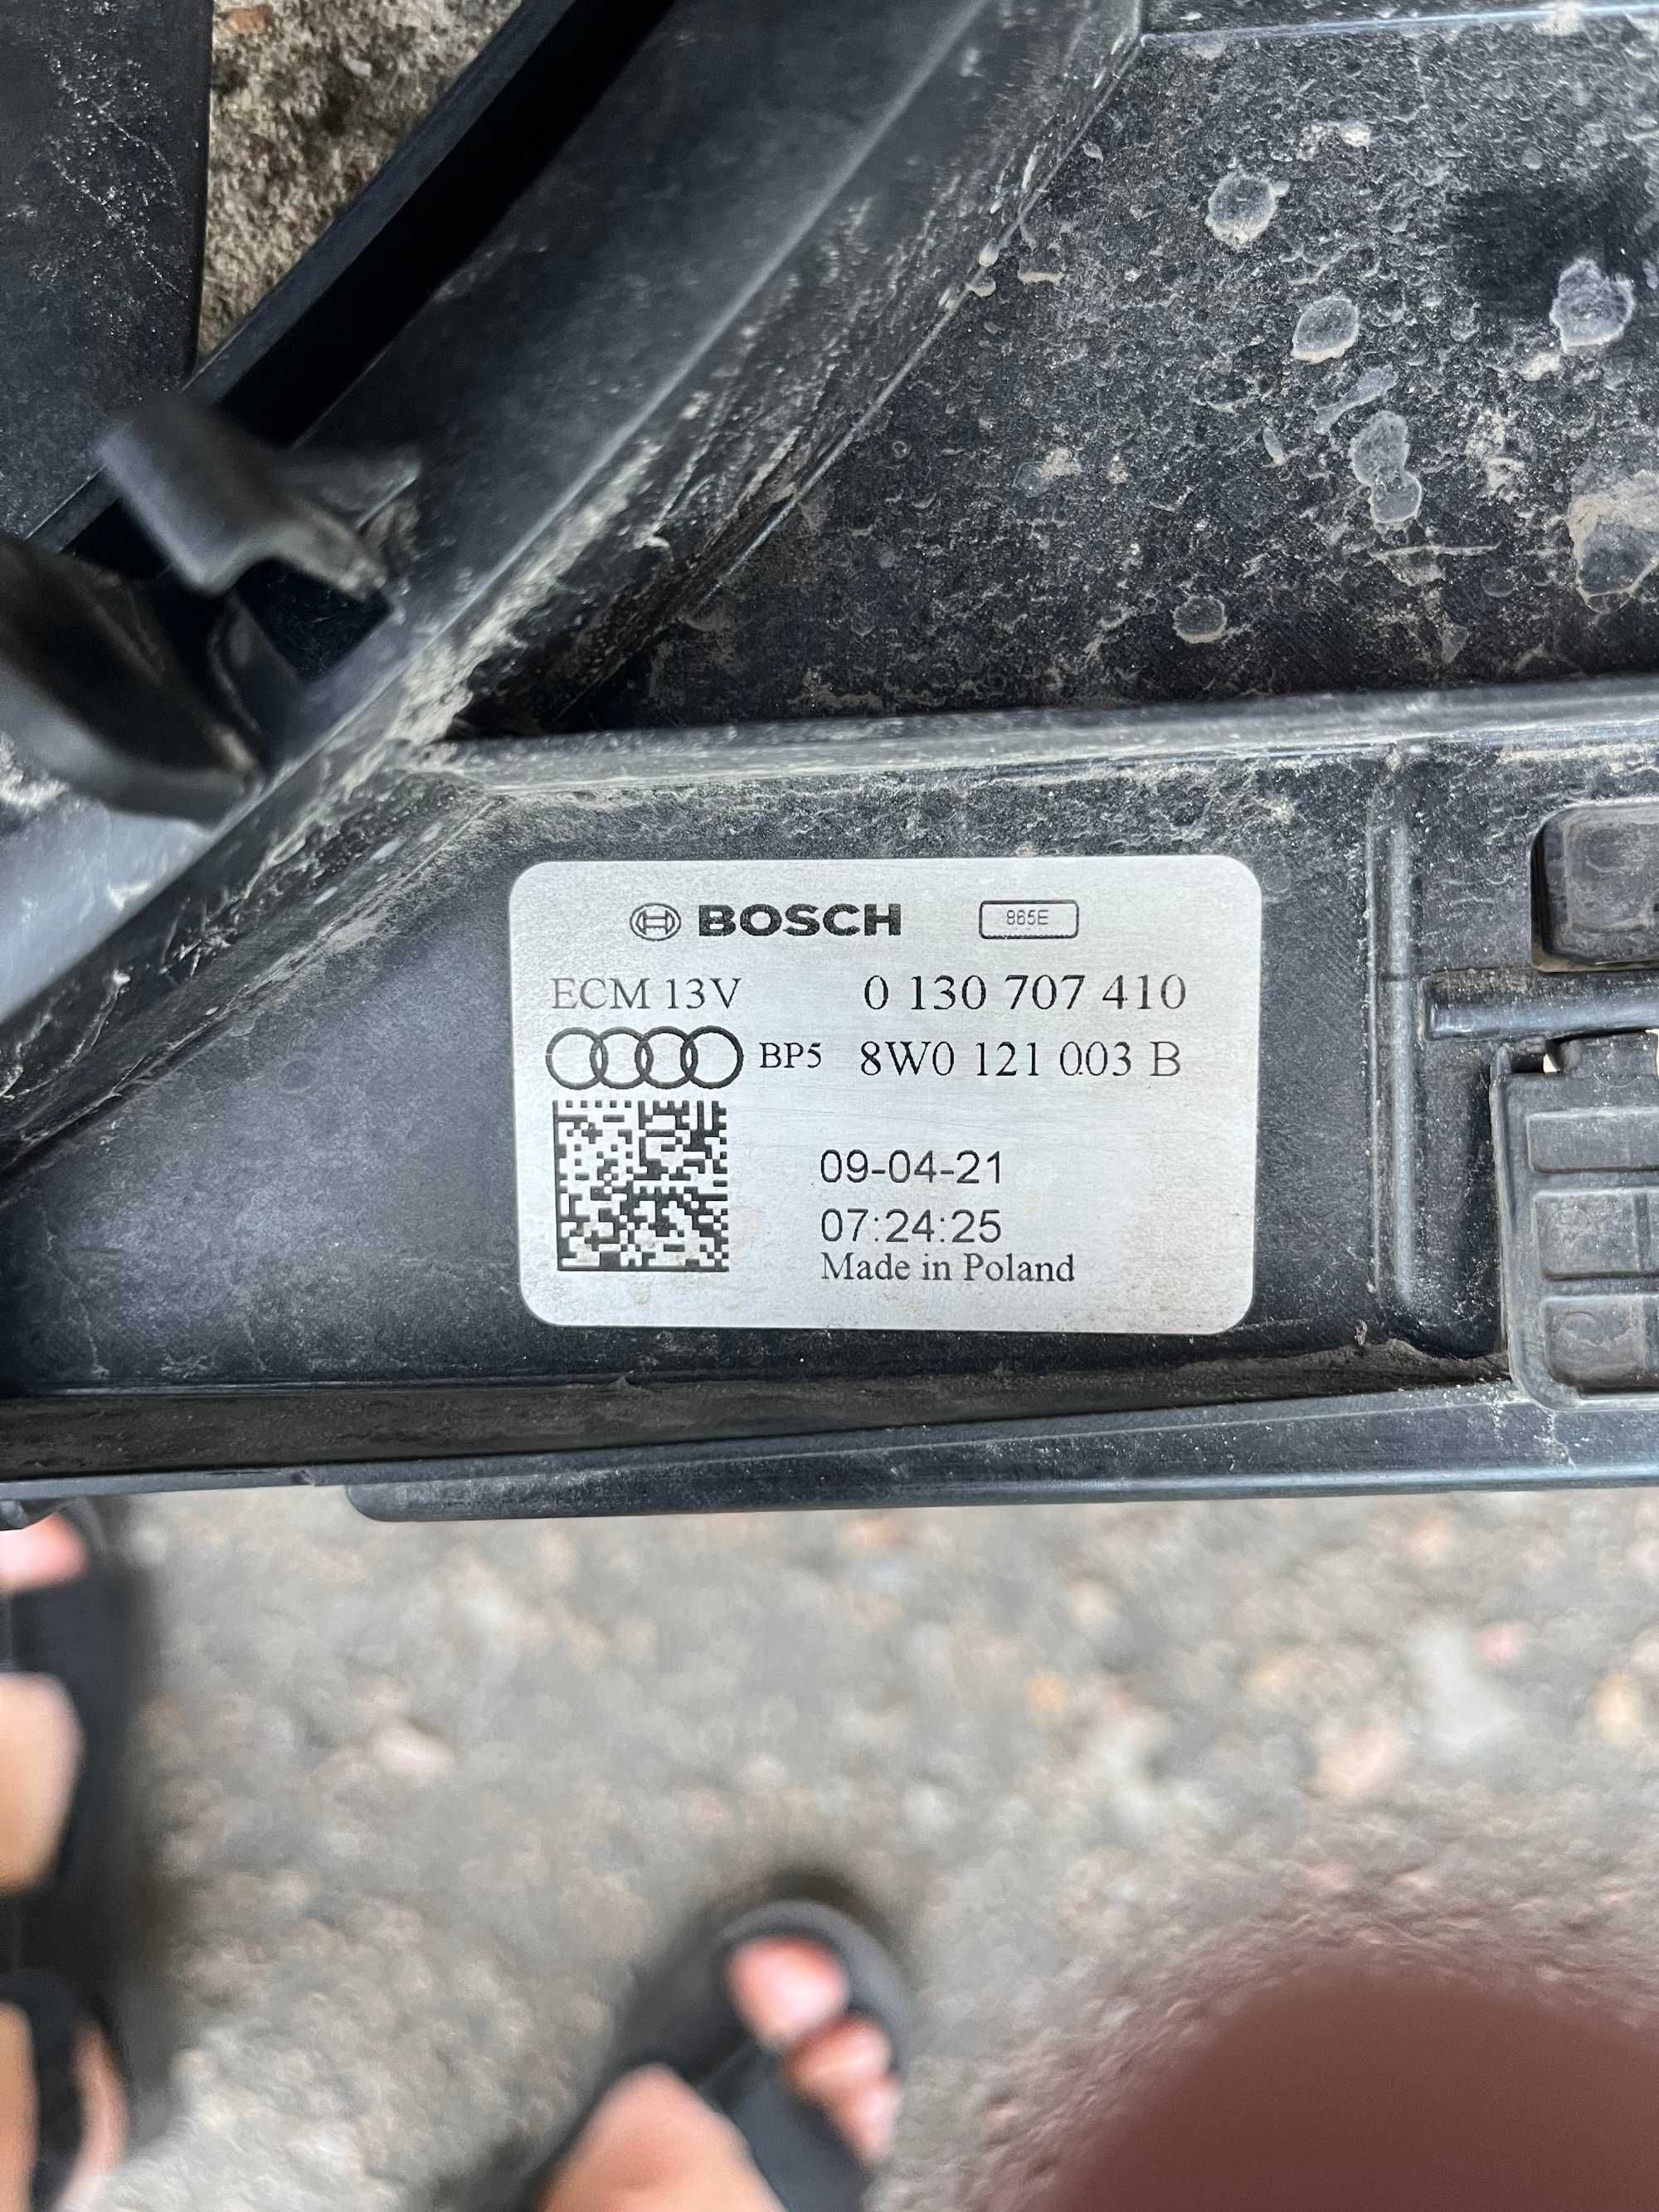 BOSCH 865E
ECM 13V 0 130 707 410
BP5 8W0 121 003 B
09-04-21
07:24:25
Made in Poland